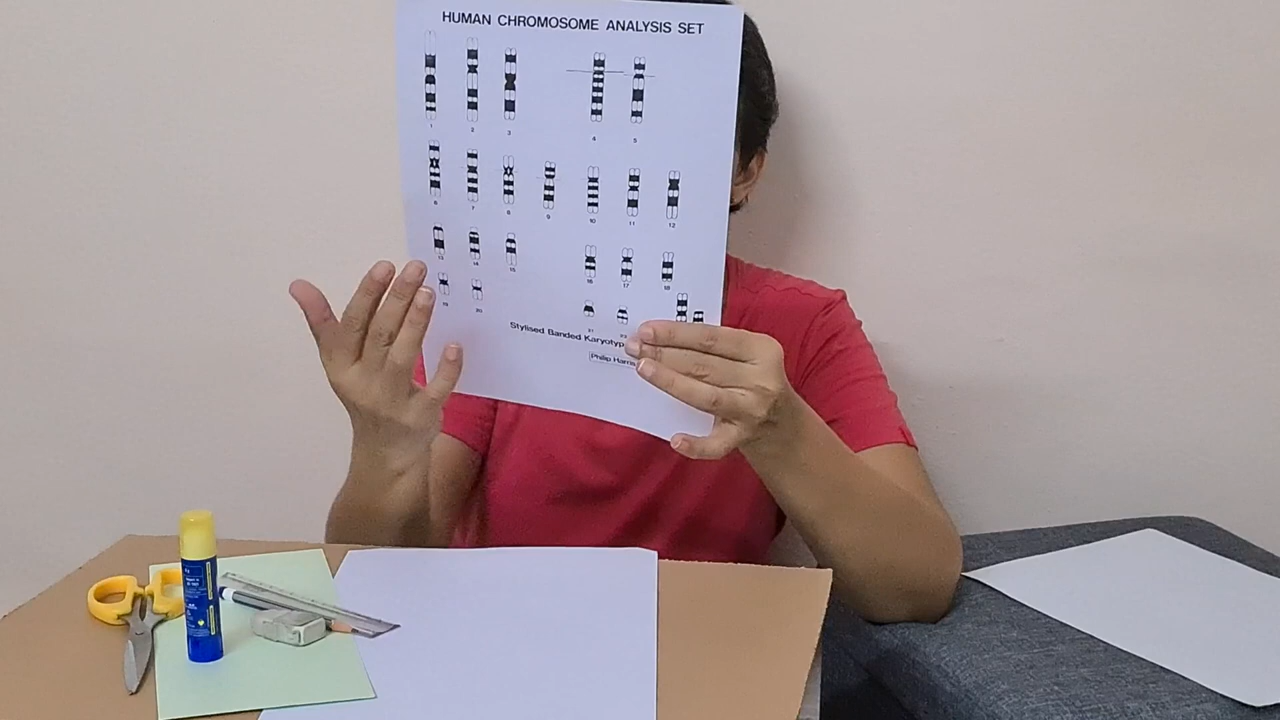 HUMAN CHROMOSOME ANALYSIS SET
1 2 3 4 5
6 7 8 9 10 11 12
13 14 15 16 17 18
19 20 21 22
Stylised Banded Karyotyp
Philip Harris